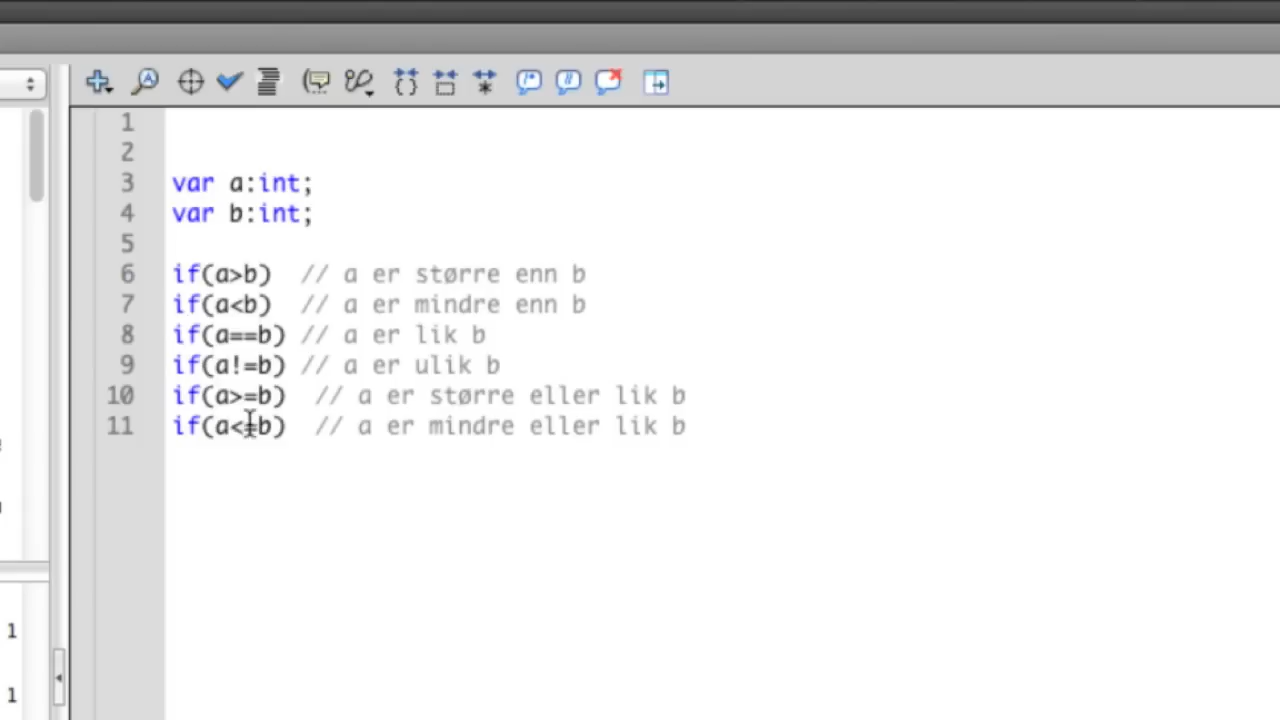 1
2
3 var a:int;
4 var b:int;
5
6 if(a>b) // a er større enn b
7 if(a<b) // a er mindre enn b
8 if(a==b) // a er lik b
9 if(a!=b) // a er ulik b
10 if(a>=b) // a er større eller lik b
11 if(a<=b) // a er mindre eller lik b
1
1